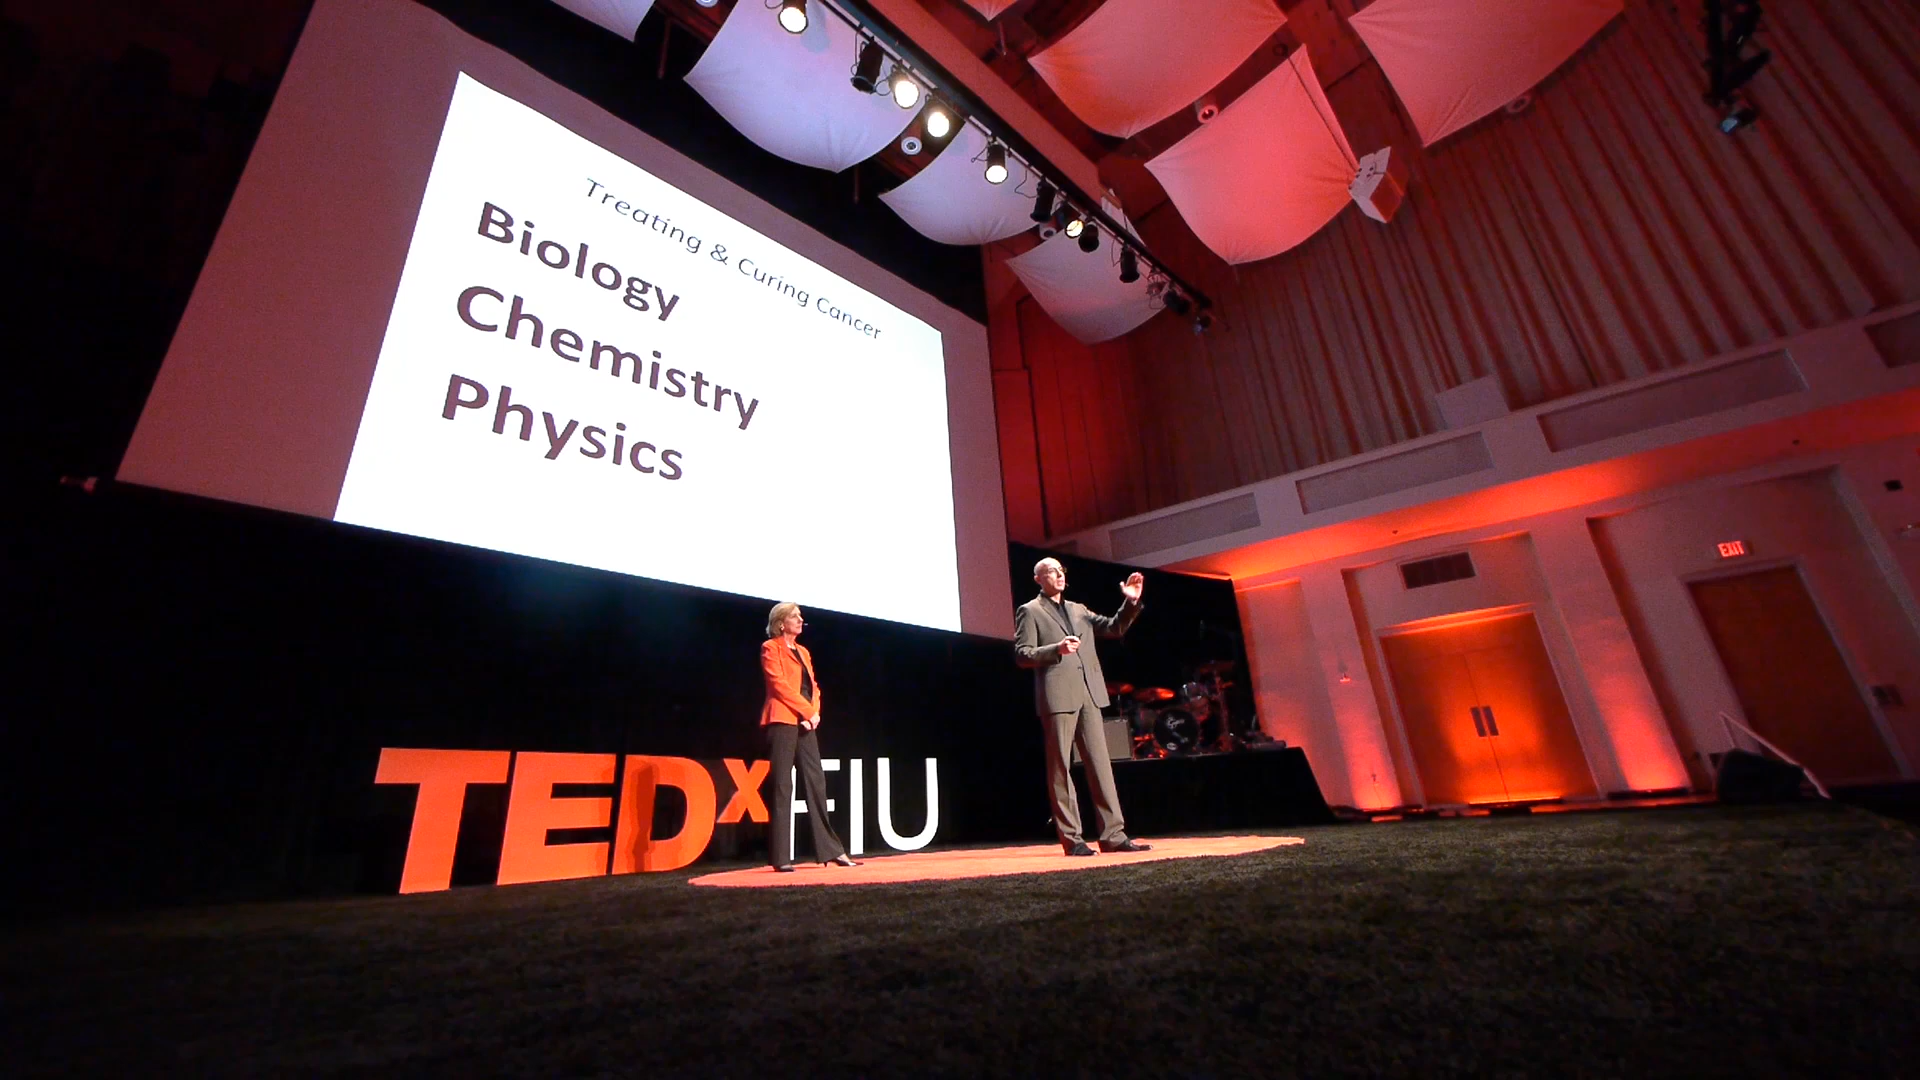 Treating & Curing Cancer
Biology
Chemistry
Physics
TEDxFIU
EXIT